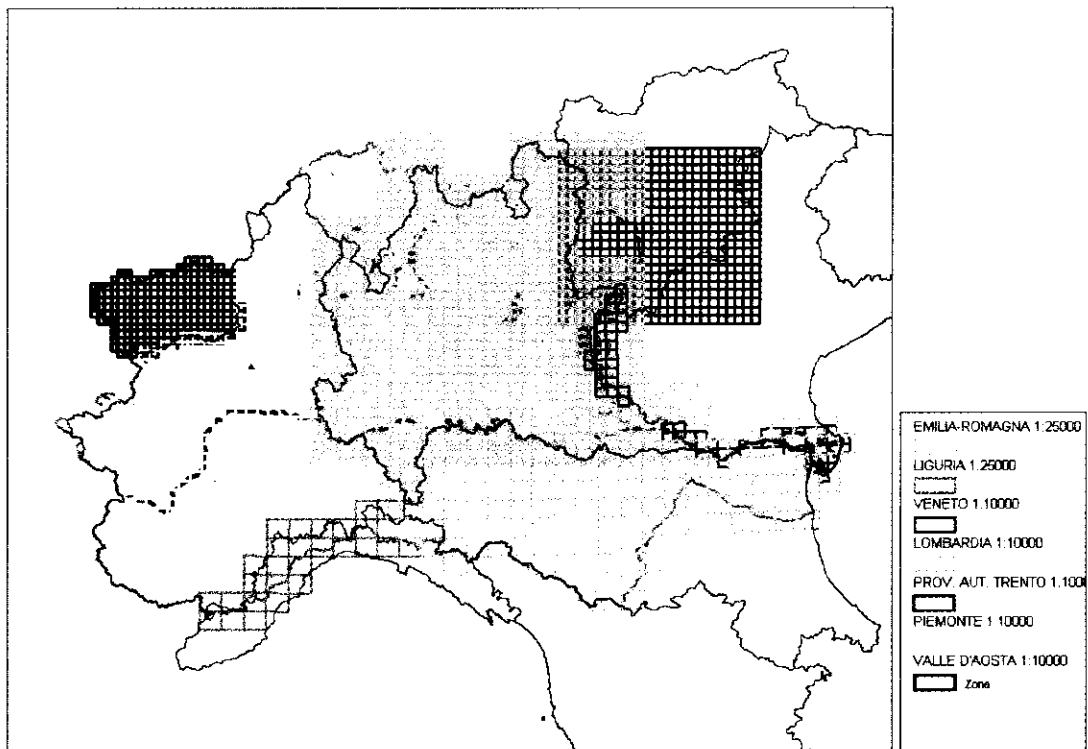 EMILIA-ROMAGNA 1:25000
LIGURIA 1.25000
VENETO 1.10000
LOMBARDIA 1:10000
PROV. AUT. TRENTO 1.1000
PIEMONTE 1 10000
VALLE D'AOSTA 1:10000
Zone